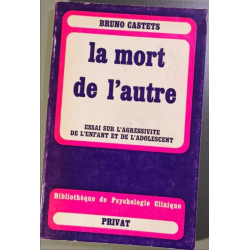 BRUNO CASTETS
la mort
de l'autre
ESSAI SUR L'AGRESSIVITE
DE L'ENFANT ET DE L'ADOLESCENT
Bibliothèque de Psychologie Clinique
PRIVAT